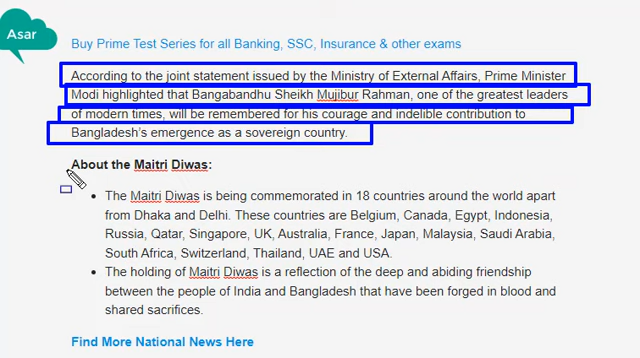 Asar
Buy Prime Test Series for all Banking, SSC, Insurance & other exams
According to the joint statement issued by the Ministry of External Affairs, Prime Minister
Modi highlighted that Bangabandhu Sheikh Mujibur Rahman, one of the greatest leaders
of modern times, will be remembered for his courage and indelible contribution to
Bangladesh's emergence as a sovereign country.
About the Maitri Diwas:
• The Maitri Diwas is being commemorated in 18 countries around the world apart
from Dhaka and Delhi. These countries are Belgium, Canada, Egypt, Indonesia,
Russia, Qatar, Singapore, UK, Australia, France, Japan, Malaysia, Saudi Arabia,
South Africa, Switzerland, Thailand, UAE and USA.
• The holding of Maitri Diwas is a reflection of the deep and abiding friendship
between the people of India and Bangladesh that have been forged in blood and
shared sacrifices.
Find More National News Here